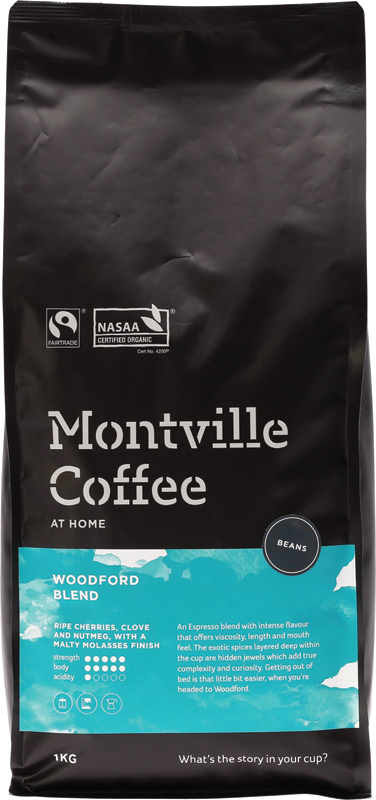 FAIRTRADE
®
NASAA
CERTIFIED ORGANIC
®
Cert No. 4200P
Montville
Coffee
AT HOME
BEANS
WOODFORD
BLEND
RIPE CHERRIES, CLOVE
AND NUTMEG, WITH A
MALTY MOLASSES FINISH
strength
body
acidity
An Espresso blend with intense flavour
that offers viscosity, length and mouth
feel. The exotic spices layered deep within
the cup are hidden jewels which add true
complexity and curiosity. Getting out of
bed is that little bit easier, when you're
headed to Woodford.
1KG
What's the story in your cup?